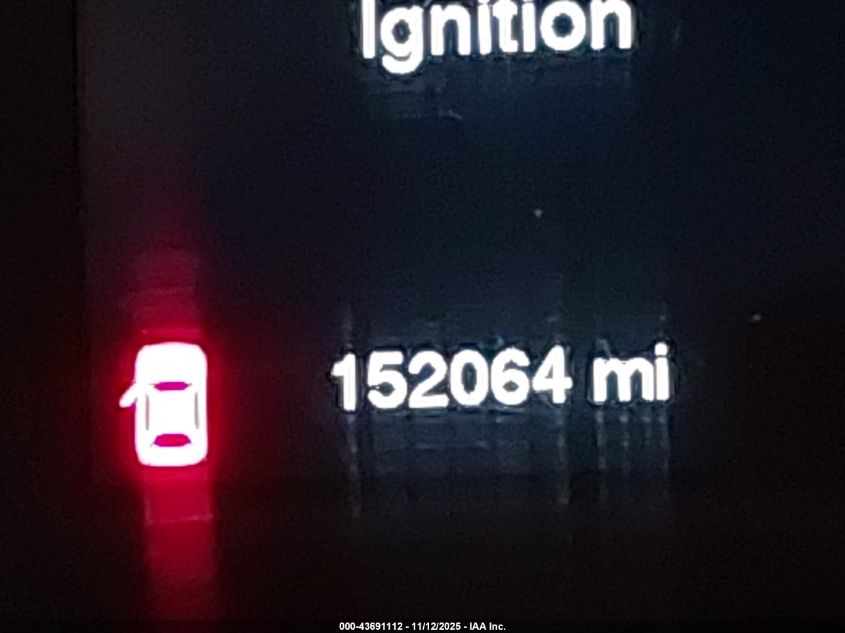 Ignition
152064 mi
000-43691112 - 11/12/2025 - IAA Inc.